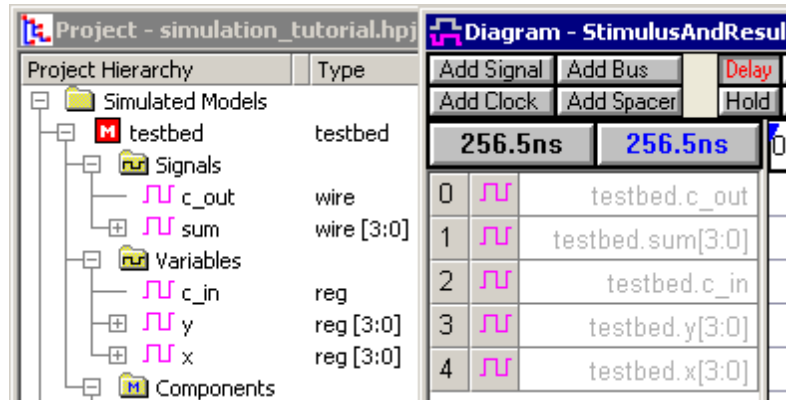 Project - simulation_tutorial.hpj
Project Hierarchy Type
Simulated Models
M testbed testbed
Signals
c_out wire
sum wire [3:0]
Variables
c_in reg
y reg [3:0]
x reg [3:0]
M Components
Diagram - StimulusAndResul
Add Signal Add Bus Delay
Add Clock Add Spacer Hold
256.5ns 256.5ns 0
0 testbed.c_out
1 testbed.sum[3:0]
2 testbed.c_in
3 testbed.y[3:0]
4 testbed.x[3:0]